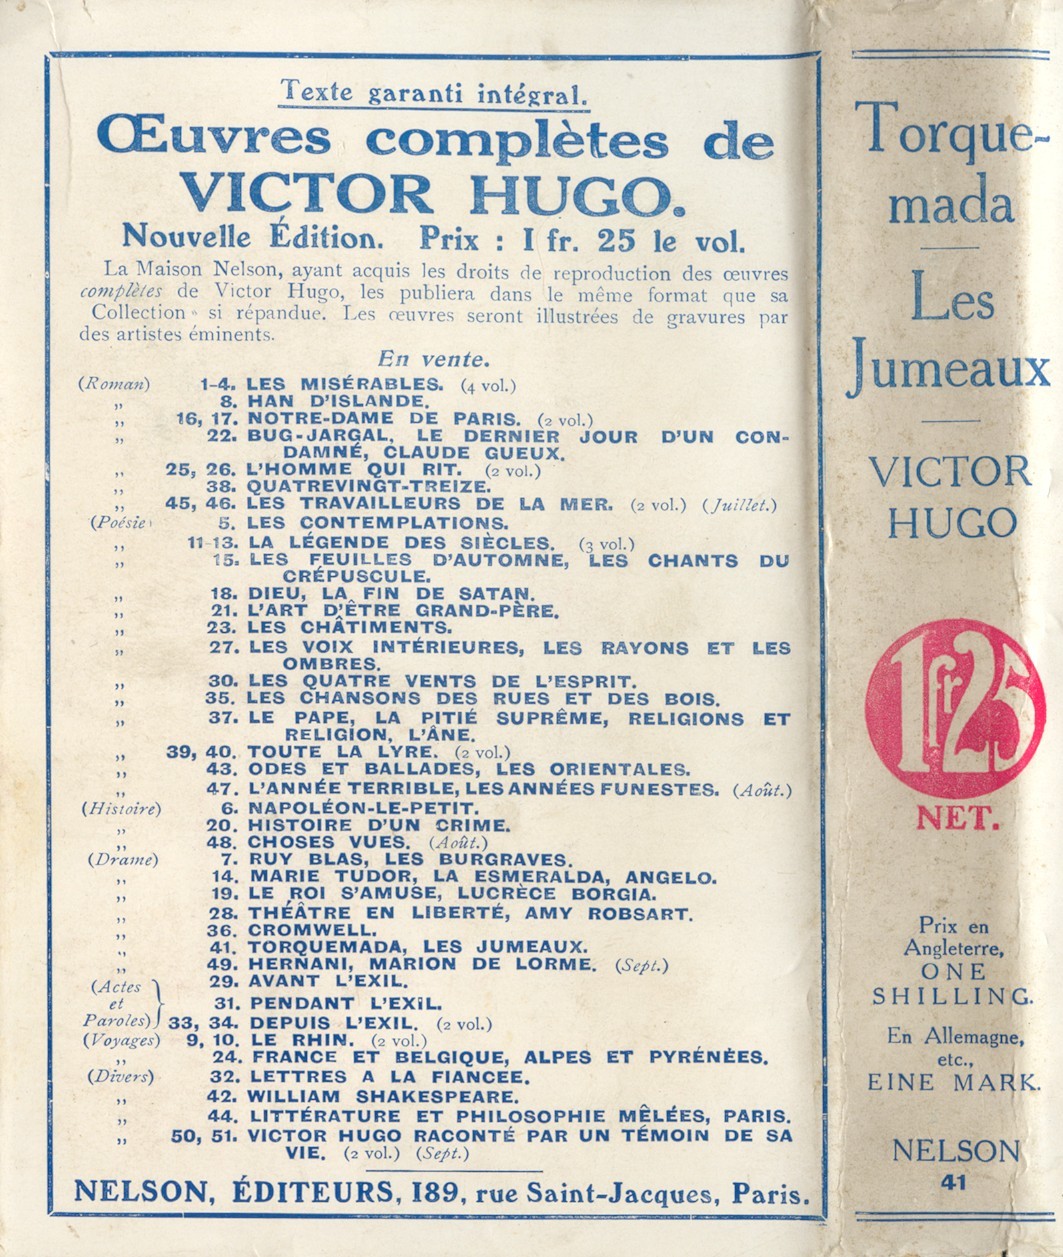 Texte garanti intégral.
Œuvres complètes de
VICTOR HUGO.
Nouvelle Édition. Prix : 1 fr. 25 le vol.
La Maison Nelson, ayant acquis les droits de reproduction des œuvres
complètes de Victor Hugo, les publiera dans le même format que sa
Collection si répandue. Les œuvres seront illustrées de gravures par
des artistes éminents.
En vente.
(Roman) 1-4. LES MISÉRABLES. (4 vol.)
„ 8. HAN D'ISLANDE.
„ 16, 17. NOTRE-DAME DE PARIS. (2 vol.)
„ 22. BUG-JARGAL, LE DERNIER JOUR D'UN CON-
DAMNÉ, CLAUDE GUEUX.
„ 25, 26. L'HOMME QUI RIT. (2 vol.)
„ 38. QUATREVINGT-TREIZE.
„ 45, 46. LES TRAVAILLEURS DE LA MER. (2 vol.) (Juillet.)
(Poésie) 5. LES CONTEMPLATIONS.
„ 11-13. LA LÉGENDE DES SIÈCLES. (3 vol.)
„ 15. LES FEUILLES D'AUTOMNE, LES CHANTS DU
CRÉPUSCULE.
„ 18. DIEU, LA FIN DE SATAN.
„ 21. L'ART D'ÊTRE GRAND-PÈRE.
„ 23. LES CHÂTIMENTS.
„ 27. LES VOIX INTÉRIEURES, LES RAYONS ET LES
OMBRES.
„ 30. LES QUATRE VENTS DE L'ESPRIT.
„ 35. LES CHANSONS DES RUES ET DES BOIS.
„ 37. LE PAPE, LA PITIÉ SUPRÊME, RELIGIONS ET
RELIGION, L'ÂNE.
„ 39, 40. TOUTE LA LYRE. (2 vol.)
„ 43. ODES ET BALLADES, LES ORIENTALES.
„ 47. L'ANNÉE TERRIBLE, LES ANNÉES FUNESTES. (Août.)
(Histoire) 6. NAPOLÉON-LE-PETIT.
„ 20. HISTOIRE D'UN CRIME.
„ 48. CHOSES VUES. (Août.)
(Drame) 7. RUY BLAS, LES BURGRAVES.
„ 14. MARIE TUDOR, LA ESMERALDA, ANGELO.
„ 19. LE ROI S'AMUSE, LUCRÈCE BORGIA.
„ 28. THÉÂTRE EN LIBERTÉ, AMY ROBSART.
„ 36. CROMWELL.
„ 41. TORQUEMADA, LES JUMEAUX.
„ 49. HERNANI, MARION DE LORME. (Sept.)
(Actes 29. AVANT L'EXIL.
et 31. PENDANT L'EXIL.
Paroles) 33, 34. DEPUIS L'EXIL. (2 vol.)
(Voyages) 9, 10. LE RHIN. (2 vol.)
„ 24. FRANCE ET BELGIQUE, ALPES ET PYRÉNÉES.
(Divers) 32. LETTRES A LA FIANCEE.
„ 42. WILLIAM SHAKESPEARE.
„ 44. LITTÉRATURE ET PHILOSOPHIE MÊLÉES, PARIS.
„ 50, 51. VICTOR HUGO RACONTÉ PAR UN TÉMOIN DE SA
VIE. (2 vol.) (Sept.)
NELSON, ÉDITEURS, 189, rue Saint-Jacques, Paris.
Torque-
mada
Les
Jumeaux
VICTOR
HUGO
1 fr 25
NET.
Prix en
Angleterre,
ONE
SHILLING.
En Allemagne,
etc.,
EINE MARK.
NELSON
41